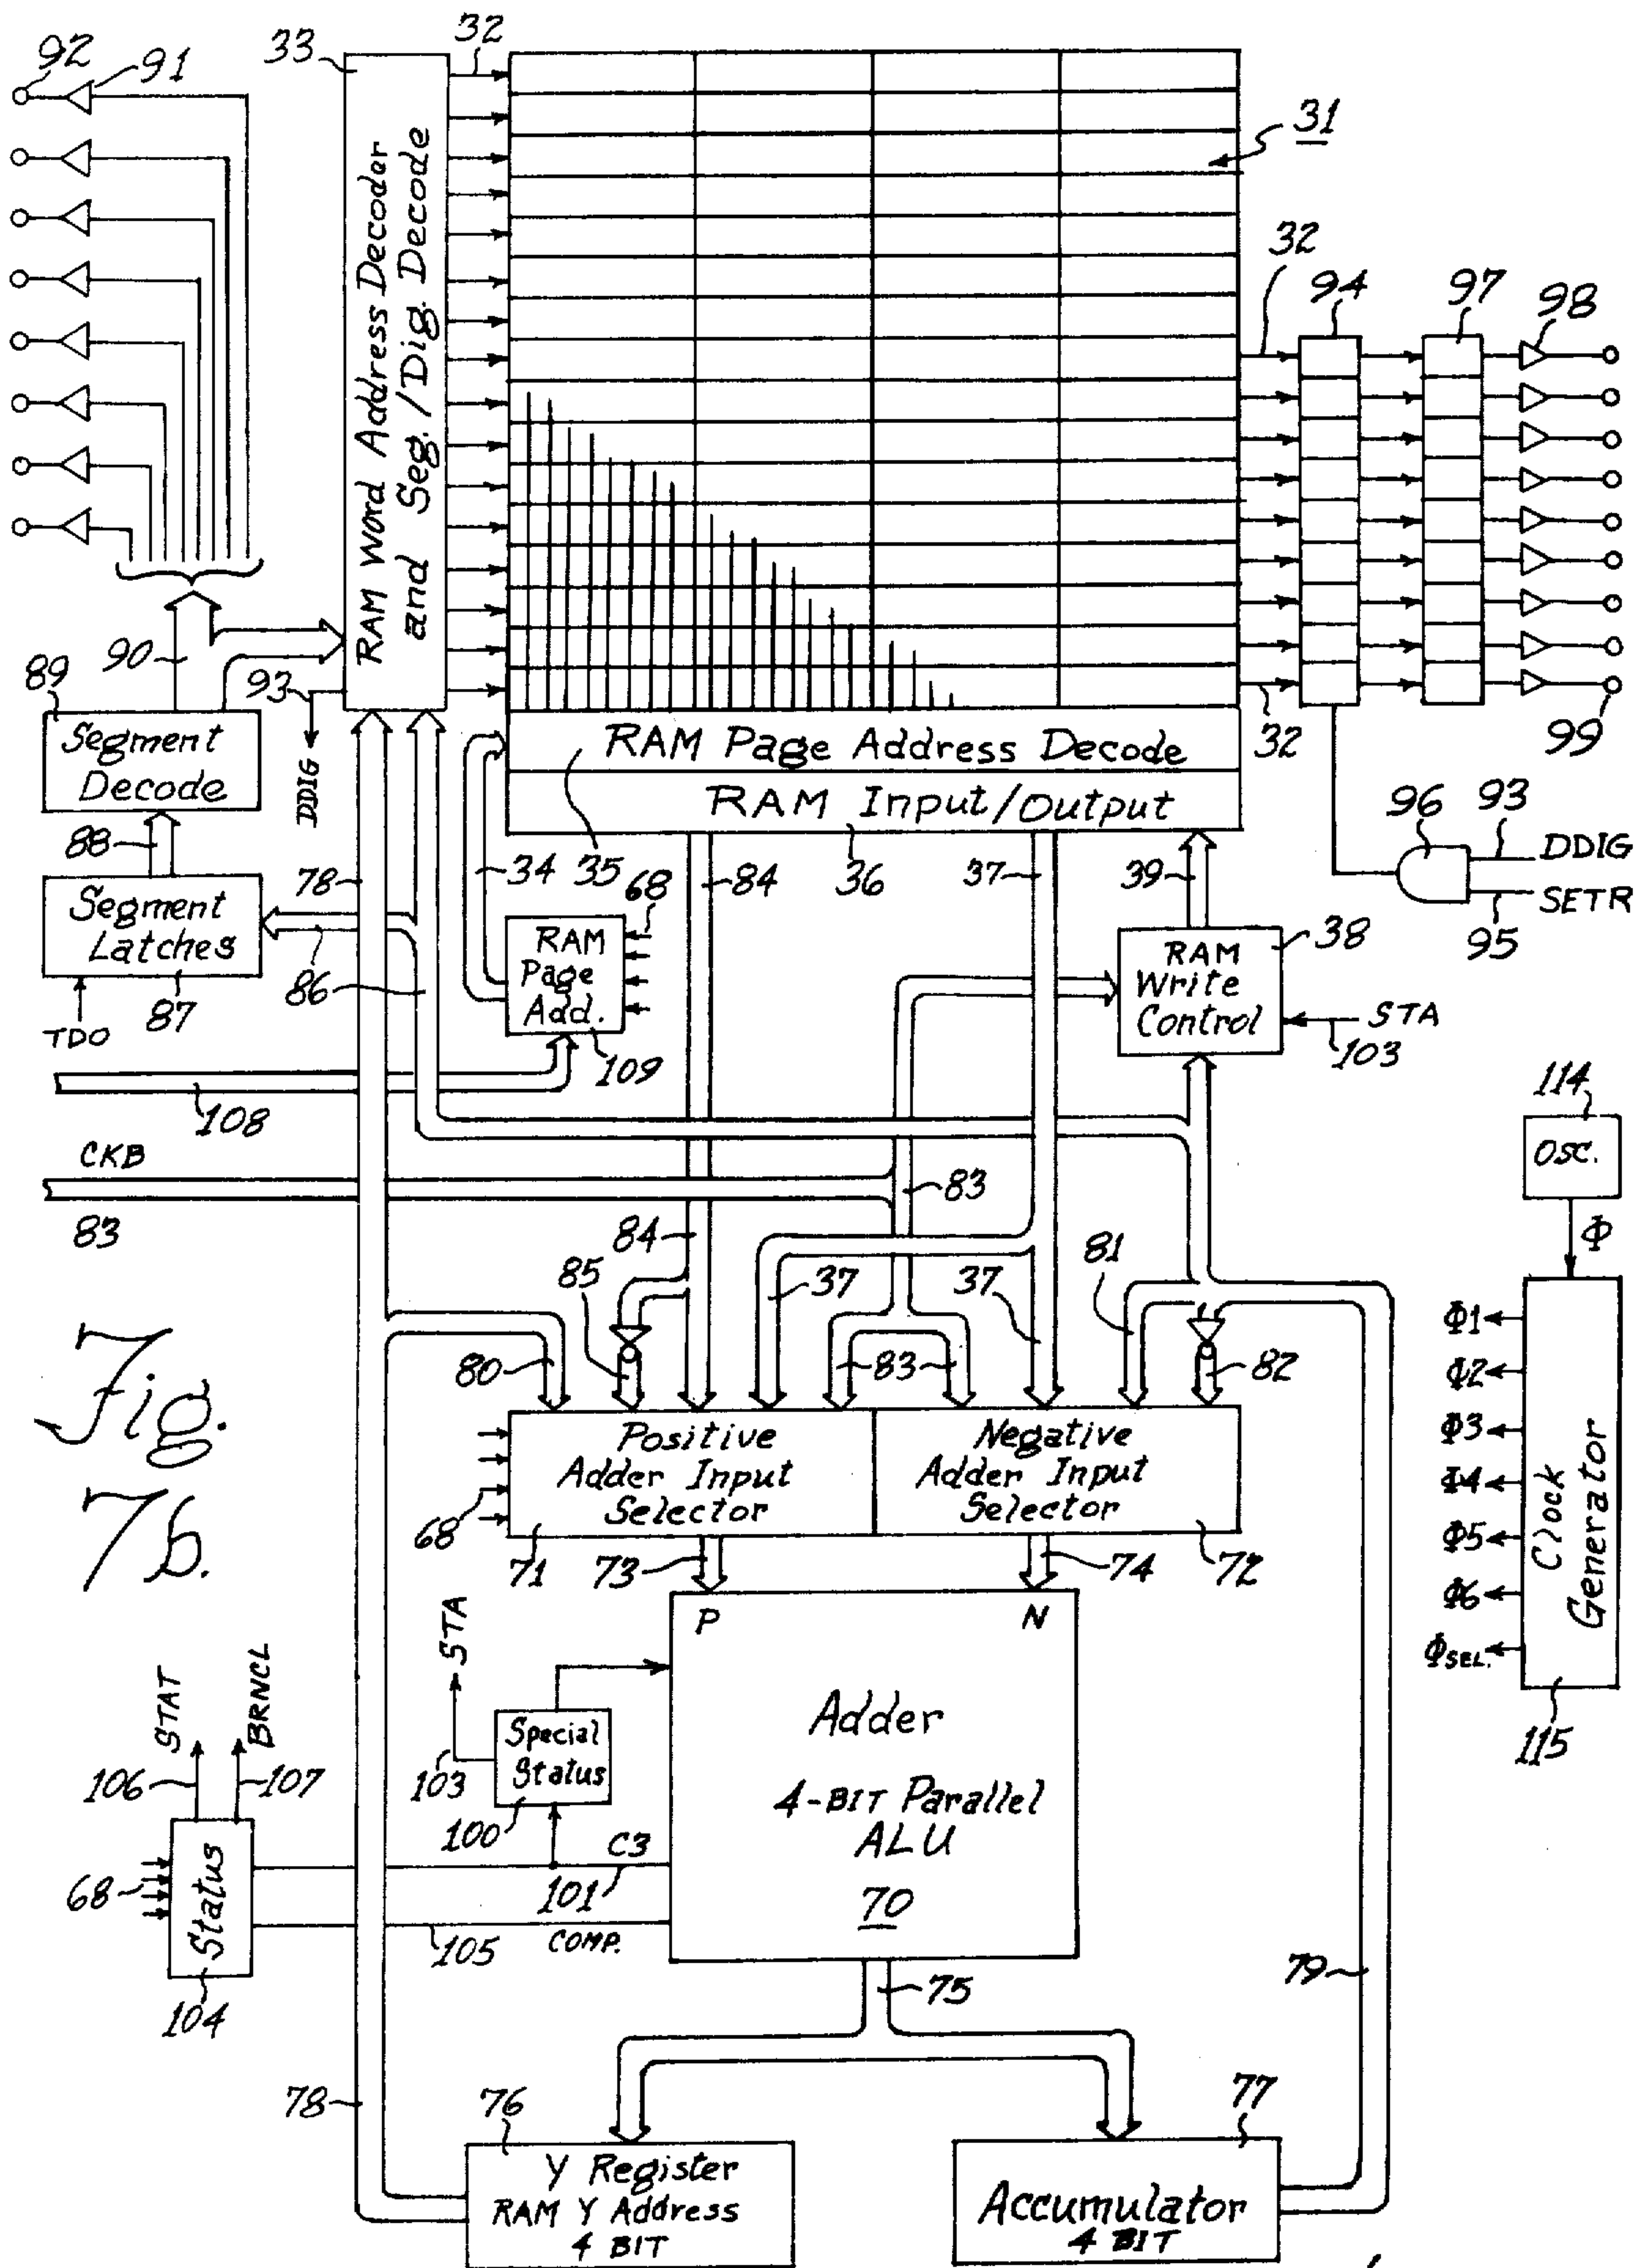 92
91
33
32
RAM Word Address Decoder
and Seg./Dig. Decode
31
32
94
97
98
90
93
89
Segment
Decode
DDIG
RAM Page Address Decode
RAM Input/Output
32
99
96
93
DDIG
SETR
95
88
78
34
35
68
84
36
37
39
38
Segment
Latches
86
RAM
Page
Add.
RAM
Write
Control
STA
103
TDO
87
109
108
114
OSC.
CKB
83
83
84
85
37
37
81
Φ
80
83
82
Φ1
Φ2
Φ3
Φ4
Φ5
Φ6
ΦSEL.
Clock
Generator
115
Fig.
7b.
Positive
Adder Input
Selector
Negative
Adder Input
Selector
68
71
73
74
72
P
N
STA
STAT
BRNCL
106
107
103
Special
Status
100
Adder
4-BIT Parallel
ALU
70
C3
101
68
Status
105
COMP.
104
75
79
78
76
77
Y Register
RAM Y Address
4 BIT
Accumulator
4 BIT